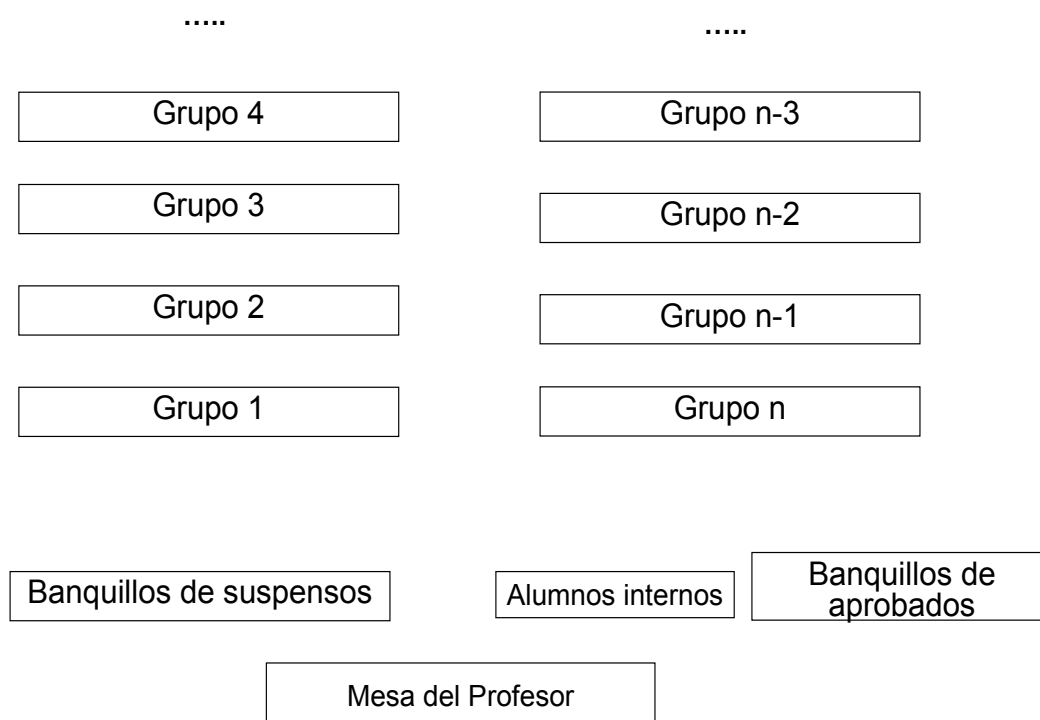 …..
…..
Grupo 4
Grupo n-3
Grupo 3
Grupo n-2
Grupo 2
Grupo n-1
Grupo 1
Grupo n
Banquillos de suspensos
Alumnos internos
Banquillos de
aprobados
Mesa del Profesor